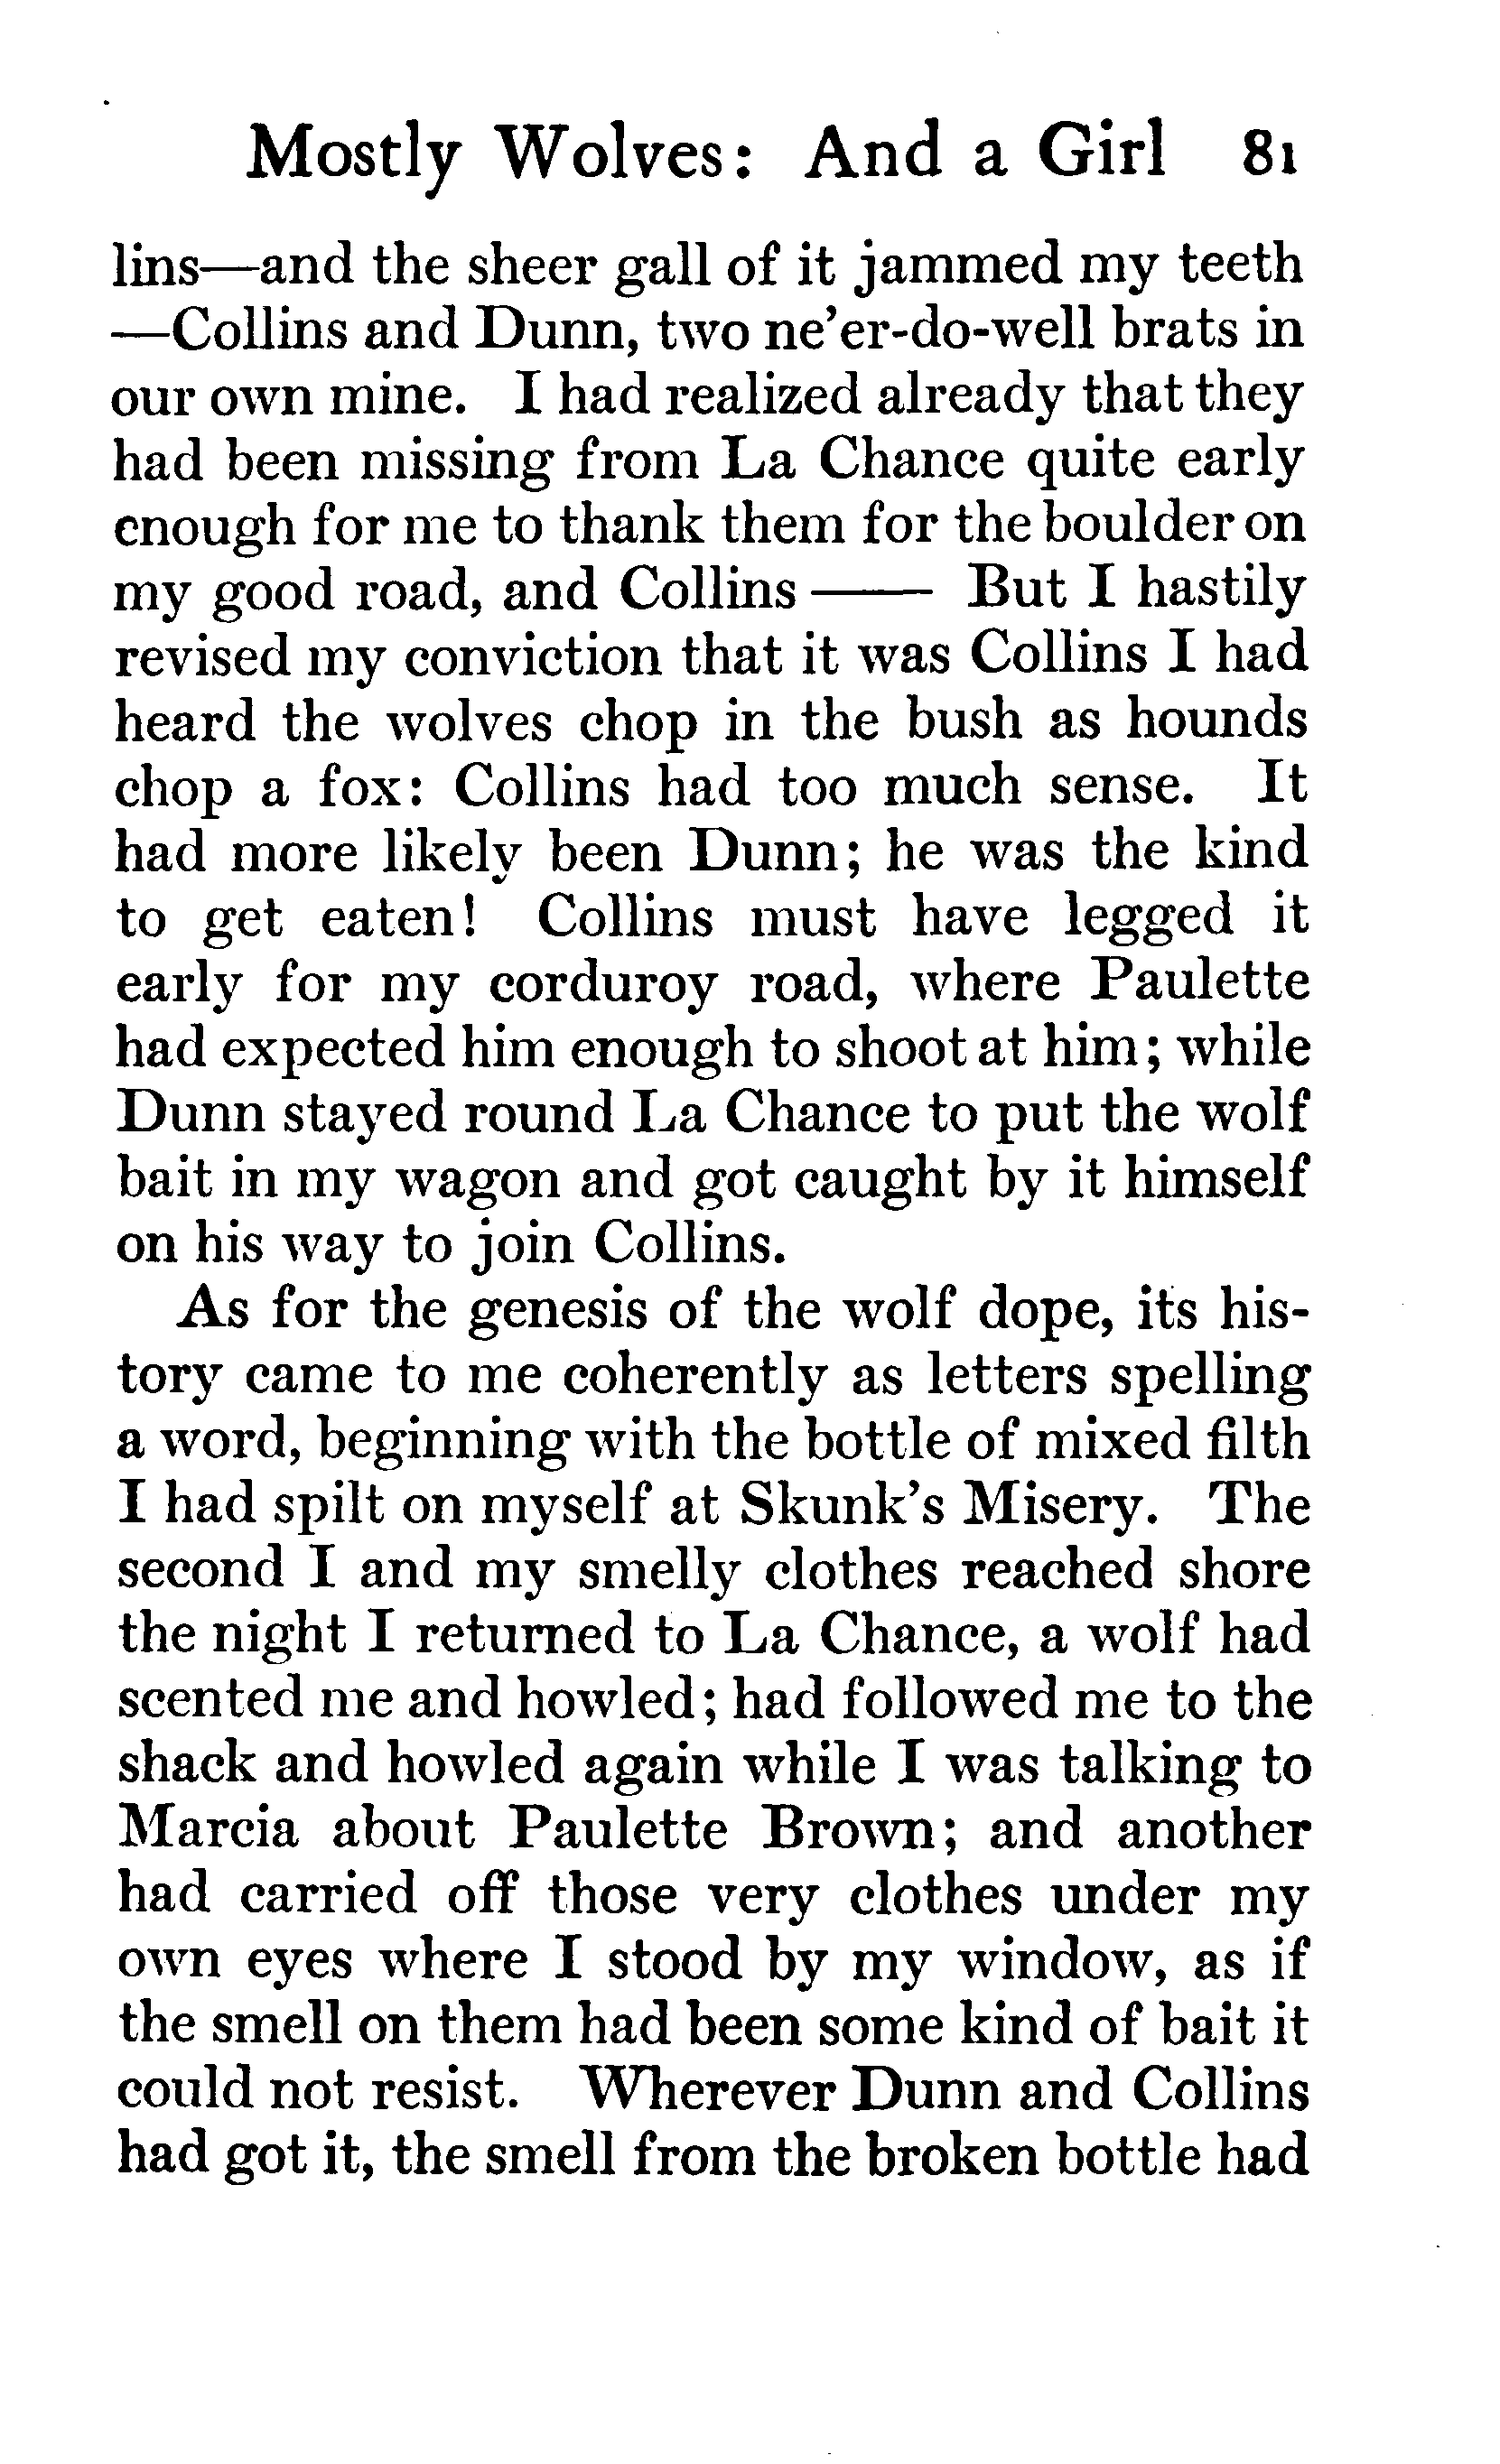 Mostly Wolves: And a Girl 81
lins—and the sheer gall of it jammed my teeth
—Collins and Dunn, two ne'er-do-well brats in
our own mine. I had realized already that they
had been missing from La Chance quite early
enough for me to thank them for the boulder on
my good road, and Collins —— But I hastily
revised my conviction that it was Collins I had
heard the wolves chop in the bush as hounds
chop a fox: Collins had too much sense. It
had more likely been Dunn; he was the kind
to get eaten! Collins must have legged it
early for my corduroy road, where Paulette
had expected him enough to shoot at him; while
Dunn stayed round La Chance to put the wolf
bait in my wagon and got caught by it himself
on his way to join Collins.
As for the genesis of the wolf dope, its his-
tory came to me coherently as letters spelling
a word, beginning with the bottle of mixed filth
I had spilt on myself at Skunk's Misery. The
second I and my smelly clothes reached shore
the night I returned to La Chance, a wolf had
scented me and howled; had followed me to the
shack and howled again while I was talking to
Marcia about Paulette Brown; and another
had carried off those very clothes under my
own eyes where I stood by my window, as if
the smell on them had been some kind of bait it
could not resist. Wherever Dunn and Collins
had got it, the smell from the broken bottle had